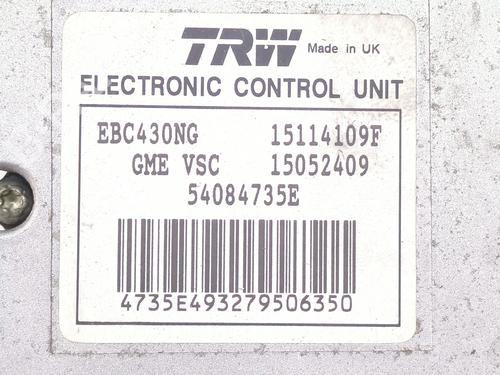 TRW Made in UK
ELECTRONIC CONTROL UNIT
EBC430NG 15114109F
GME VSC 15052409
54084735E
4735E493279506350